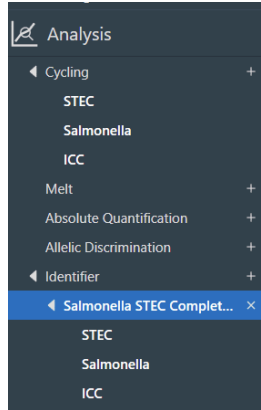 Analysis
Cycling +
STEC
Salmonella
ICC
Melt +
Absolute Quantification +
Allelic Discrimination +
Identifier +
Salmonella STEC Complet... ×
STEC
Salmonella
ICC